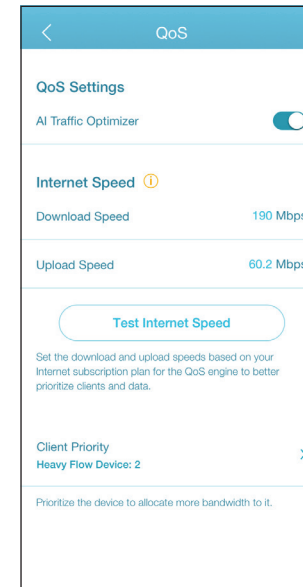 QoS
QoS Settings
AI Traffic Optimizer
Internet Speed
Download Speed 190 Mbps
Upload Speed 60.2 Mbps
Test Internet Speed
Set the download and upload speeds based on your
Internet subscription plan for the QoS engine to better
prioritize clients and data.
Client Priority
Heavy Flow Device: 2
Prioritize the device to allocate more bandwidth to it.